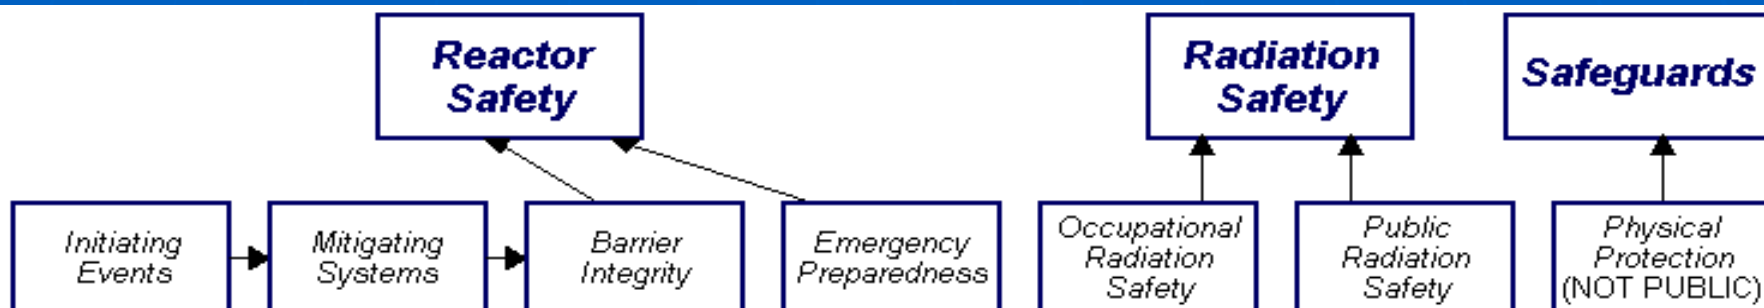 Reactor
Safety
Radiation
Safety
Safeguards
Initiating
Events
Mitigating
Systems
Barrier
Integrity
Emergency
Preparedness
Occupational
Radiation
Safety
Public
Radiation
Safety
Physical
Protection
(NOT PUBLIC)